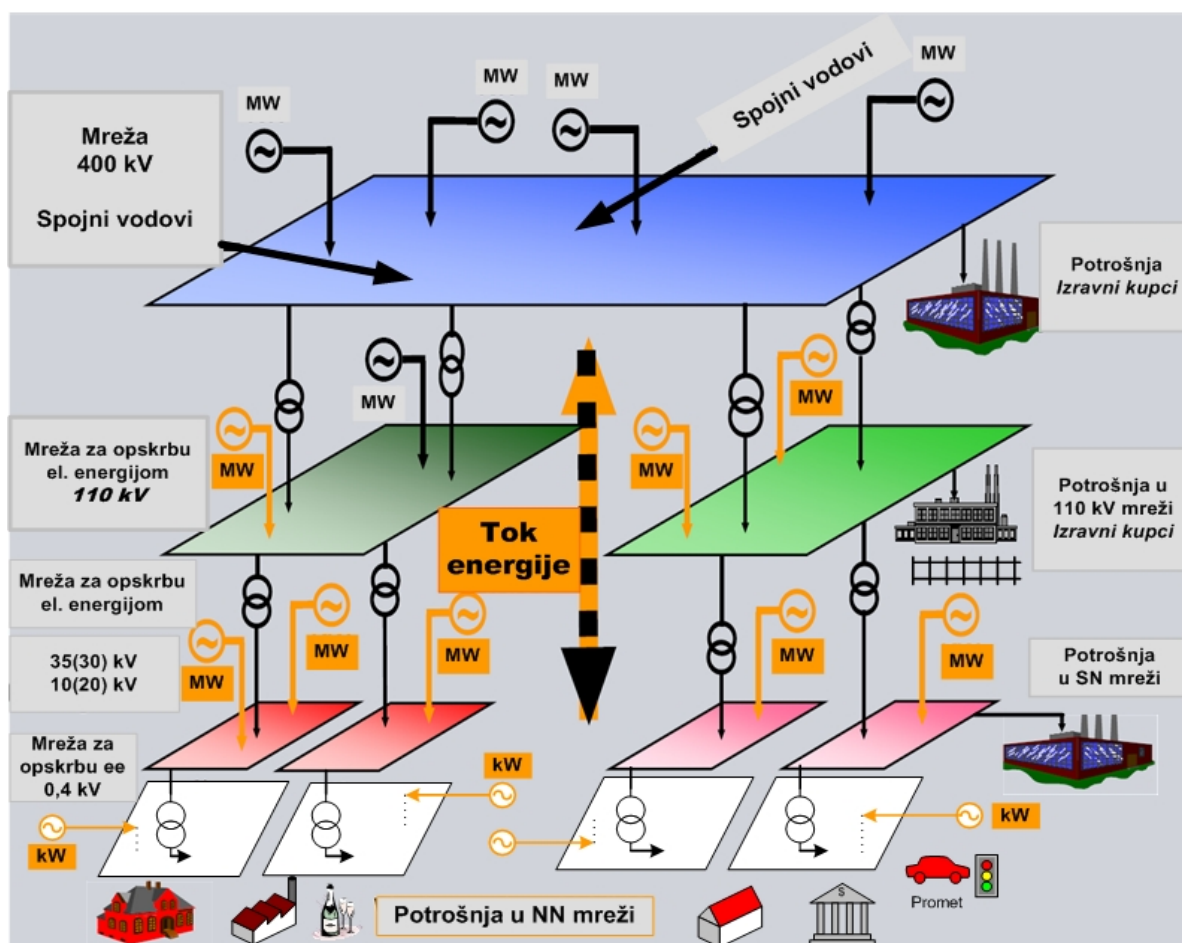 MW
MW
MW
MW
Spojni vodovi
Mreža
400 kV
Spojni vodovi
Potrošnja
Izravni kupci
MW
MW
MW
MW
Mreža za opskrbu
el. energijom
110 kV
Potrošnja u
110 kV mreži
Izravni kupci
Tok
energije
Mreža za opskrbu
el. energijom
35(30) kV
10(20) kV
MW
MW
MW
MW
MW
Potrošnja
u SN mreži
Mreža za
opskrbu ee
0,4 kV
kW
kW
kW
Potrošnja u NN mreži
S
Promet